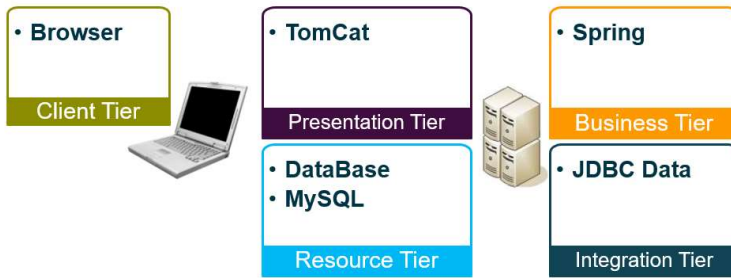 • Browser
Client Tier
• TomCat
Presentation Tier
• Spring
Business Tier
• DataBase
• MySQL
Resource Tier
• JDBC Data
Integration Tier